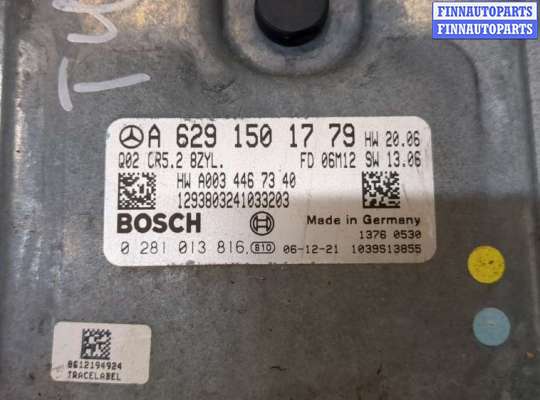 FINNAUTOPARTS
FINNAUTOPARTS
A 629 150 17 79 HW 20.06
Q02 CR5.2 8ZYL. FD 06M12 SW 13.06
HW A003 446 73 40
1293803241033203
BOSCH Made in Germany
1376 0530
0 281 013 816 810 06-12-21 1039S13855
8612194924
TRACELABEL